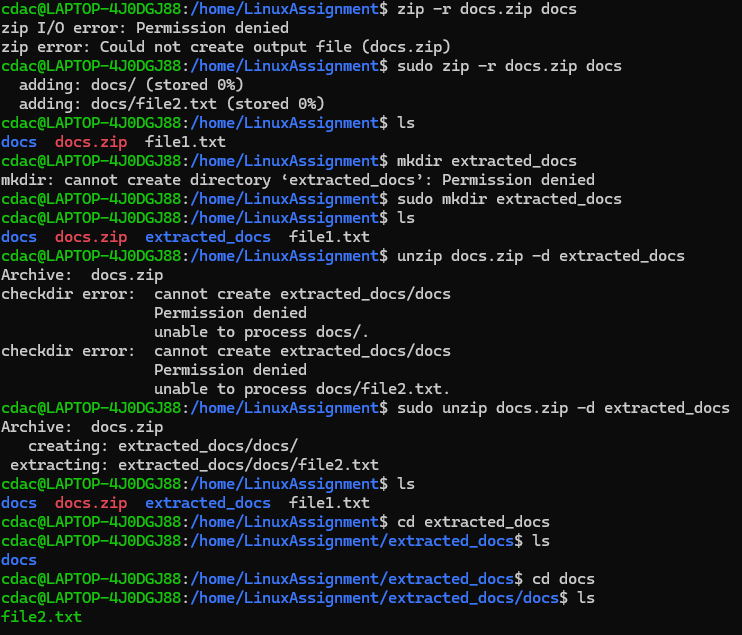 cdac@LAPTOP-4J0DGJ88:/home/LinuxAssignment$ zip -r docs.zip docs
zip I/O error: Permission denied
zip error: Could not create output file (docs.zip)
cdac@LAPTOP-4J0DGJ88:/home/LinuxAssignment$ sudo zip -r docs.zip docs
  adding: docs/ (stored 0%)
  adding: docs/file2.txt (stored 0%)
cdac@LAPTOP-4J0DGJ88:/home/LinuxAssignment$ ls
docs  docs.zip  file1.txt
cdac@LAPTOP-4J0DGJ88:/home/LinuxAssignment$ mkdir extracted_docs
mkdir: cannot create directory ‘extracted_docs’: Permission denied
cdac@LAPTOP-4J0DGJ88:/home/LinuxAssignment$ sudo mkdir extracted_docs
cdac@LAPTOP-4J0DGJ88:/home/LinuxAssignment$ ls
docs  docs.zip  extracted_docs  file1.txt
cdac@LAPTOP-4J0DGJ88:/home/LinuxAssignment$ unzip docs.zip -d extracted_docs
Archive:  docs.zip
checkdir error:  cannot create extracted_docs/docs
                 Permission denied
                 unable to process docs/.
checkdir error:  cannot create extracted_docs/docs
                 Permission denied
                 unable to process docs/file2.txt.
cdac@LAPTOP-4J0DGJ88:/home/LinuxAssignment$ sudo unzip docs.zip -d extracted_docs
Archive:  docs.zip
   creating: extracted_docs/docs/
 extracting: extracted_docs/docs/file2.txt
cdac@LAPTOP-4J0DGJ88:/home/LinuxAssignment$ ls
docs  docs.zip  extracted_docs  file1.txt
cdac@LAPTOP-4J0DGJ88:/home/LinuxAssignment$ cd extracted_docs
cdac@LAPTOP-4J0DGJ88:/home/LinuxAssignment/extracted_docs$ ls
docs
cdac@LAPTOP-4J0DGJ88:/home/LinuxAssignment/extracted_docs$ cd docs
cdac@LAPTOP-4J0DGJ88:/home/LinuxAssignment/extracted_docs/docs$ ls
file2.txt